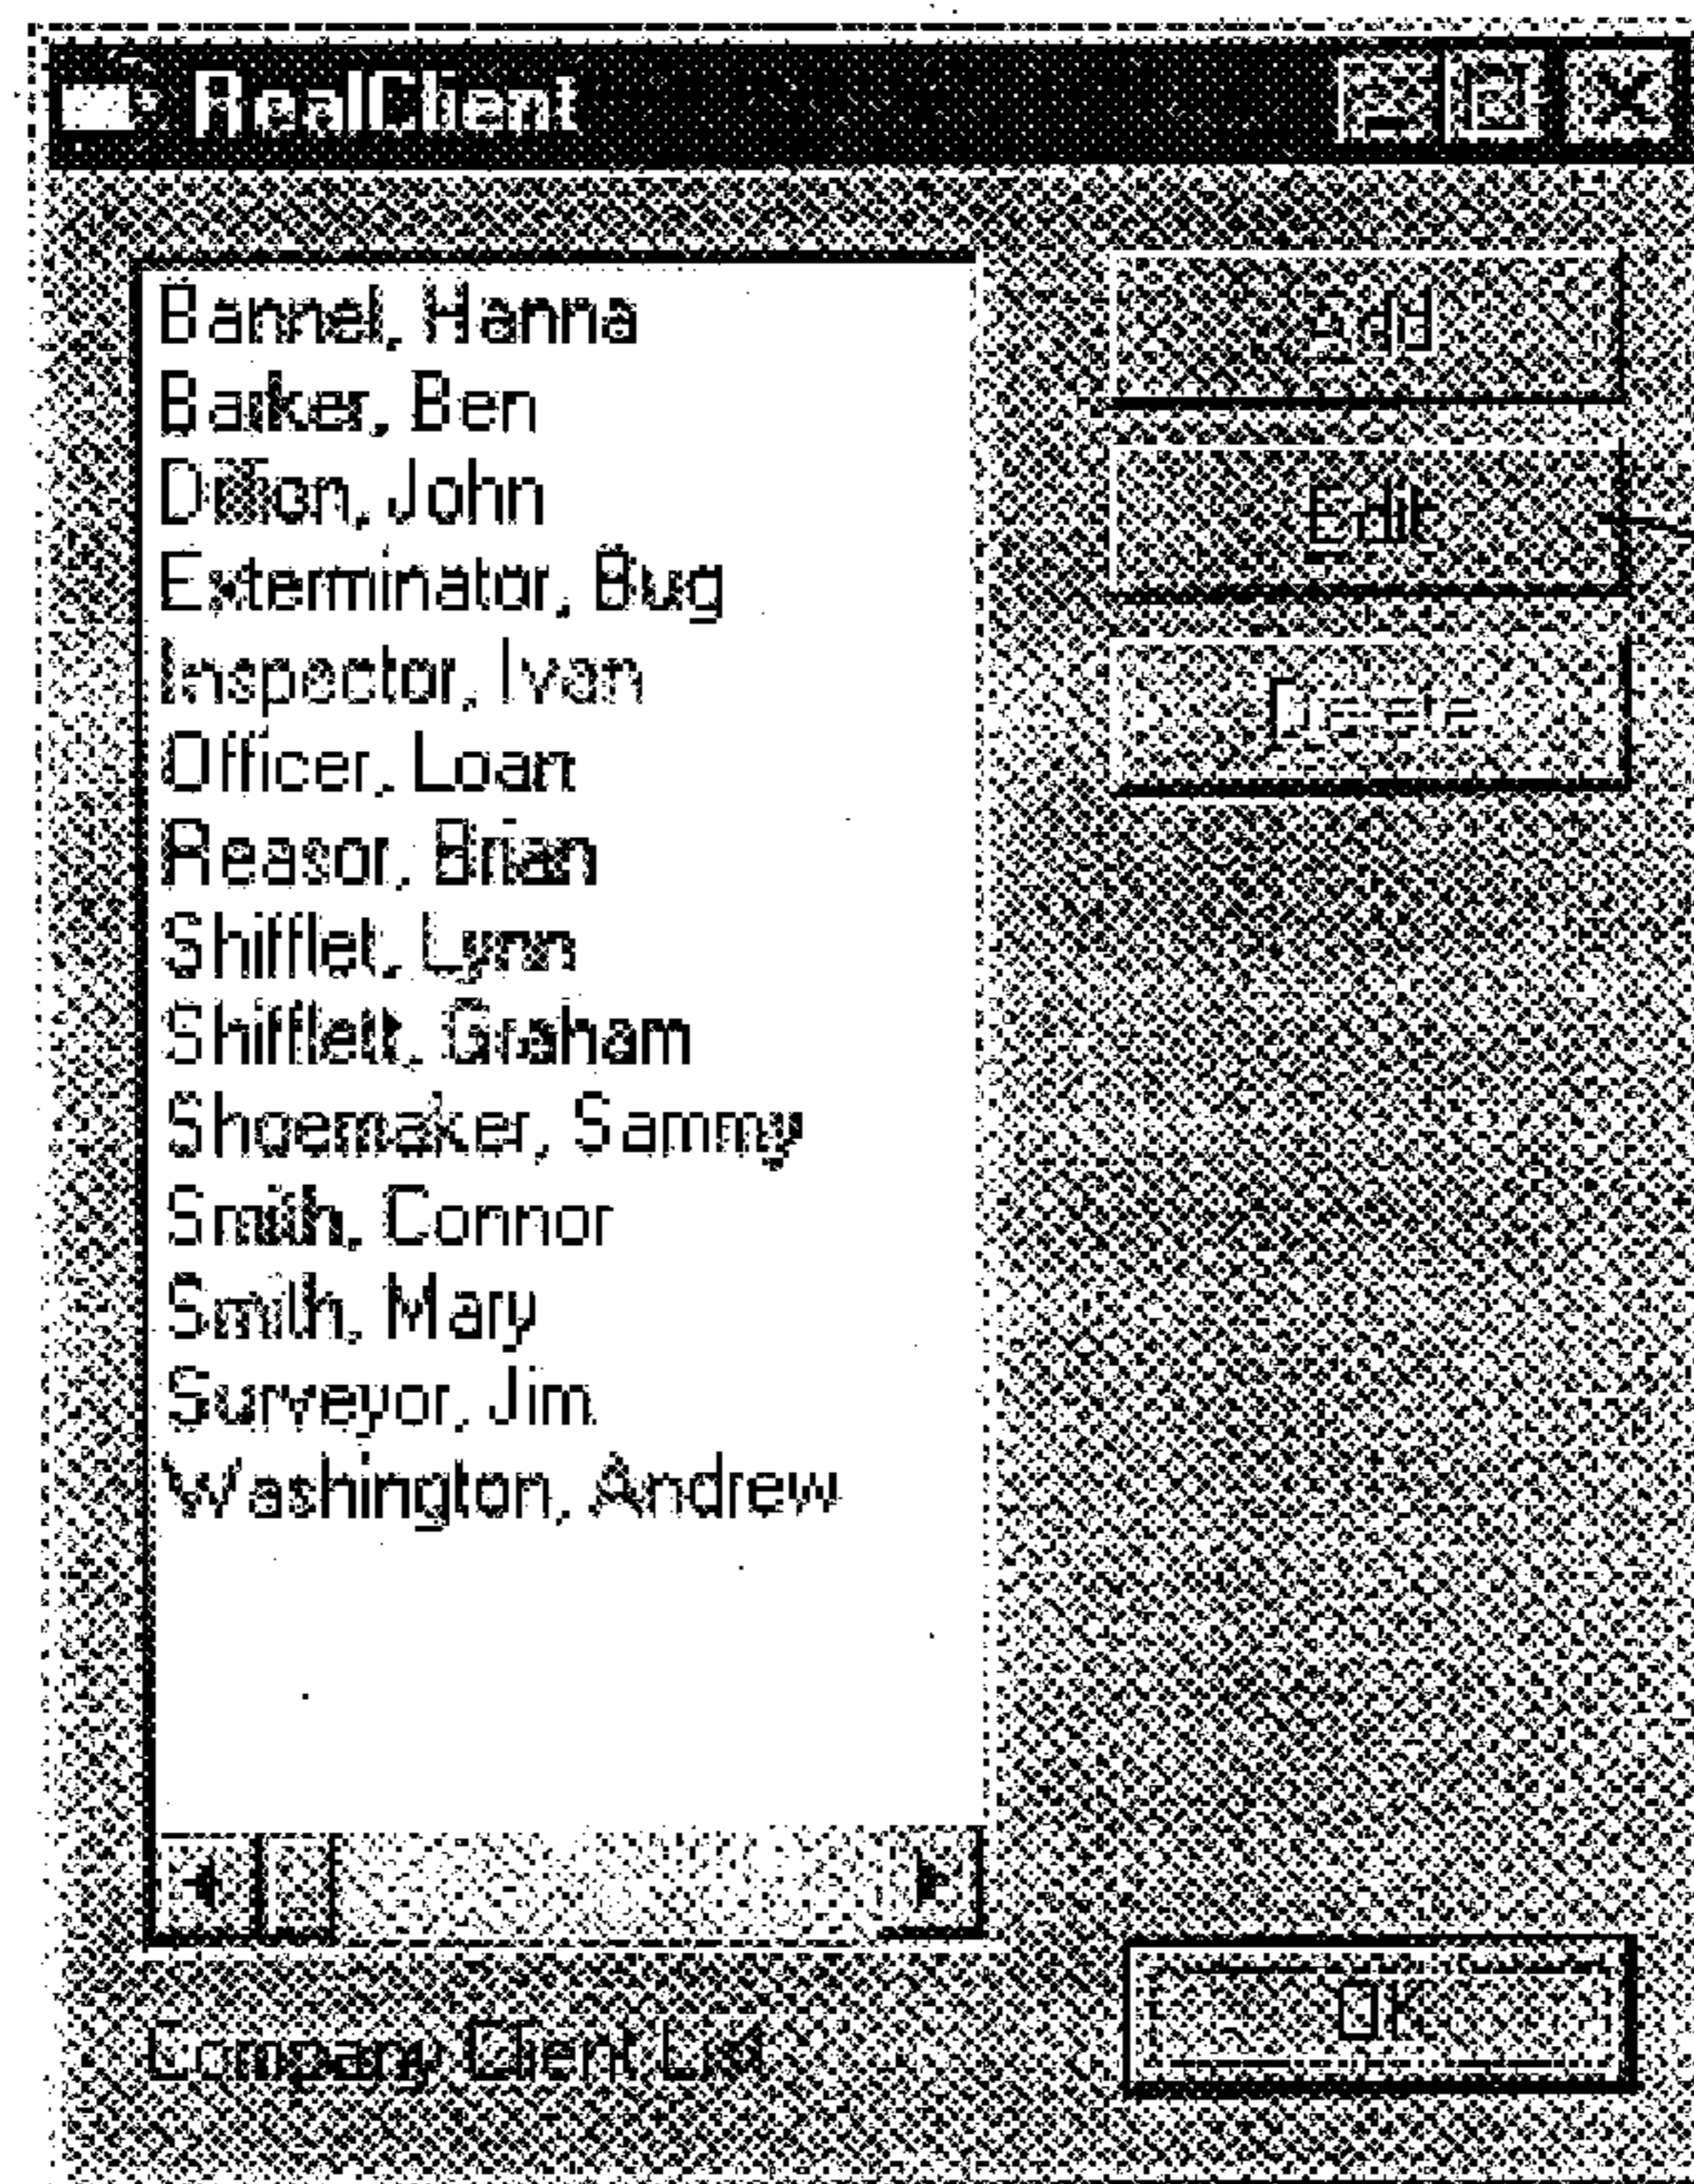 RealClient
Bannel, Hanna
Barker, Ben
Dillion, John
Exterminator, Bug
Inspector, Ivan
Officer, Loan
Reasor, Brian
Shifflet, Lynn
Shifflett, Graham
Shoemaker, Sammy
Smith, Connor
Smith, Mary
Surveyor, Jim
Washington, Andrew
Add
Edit
Delete
Company Client List
OK